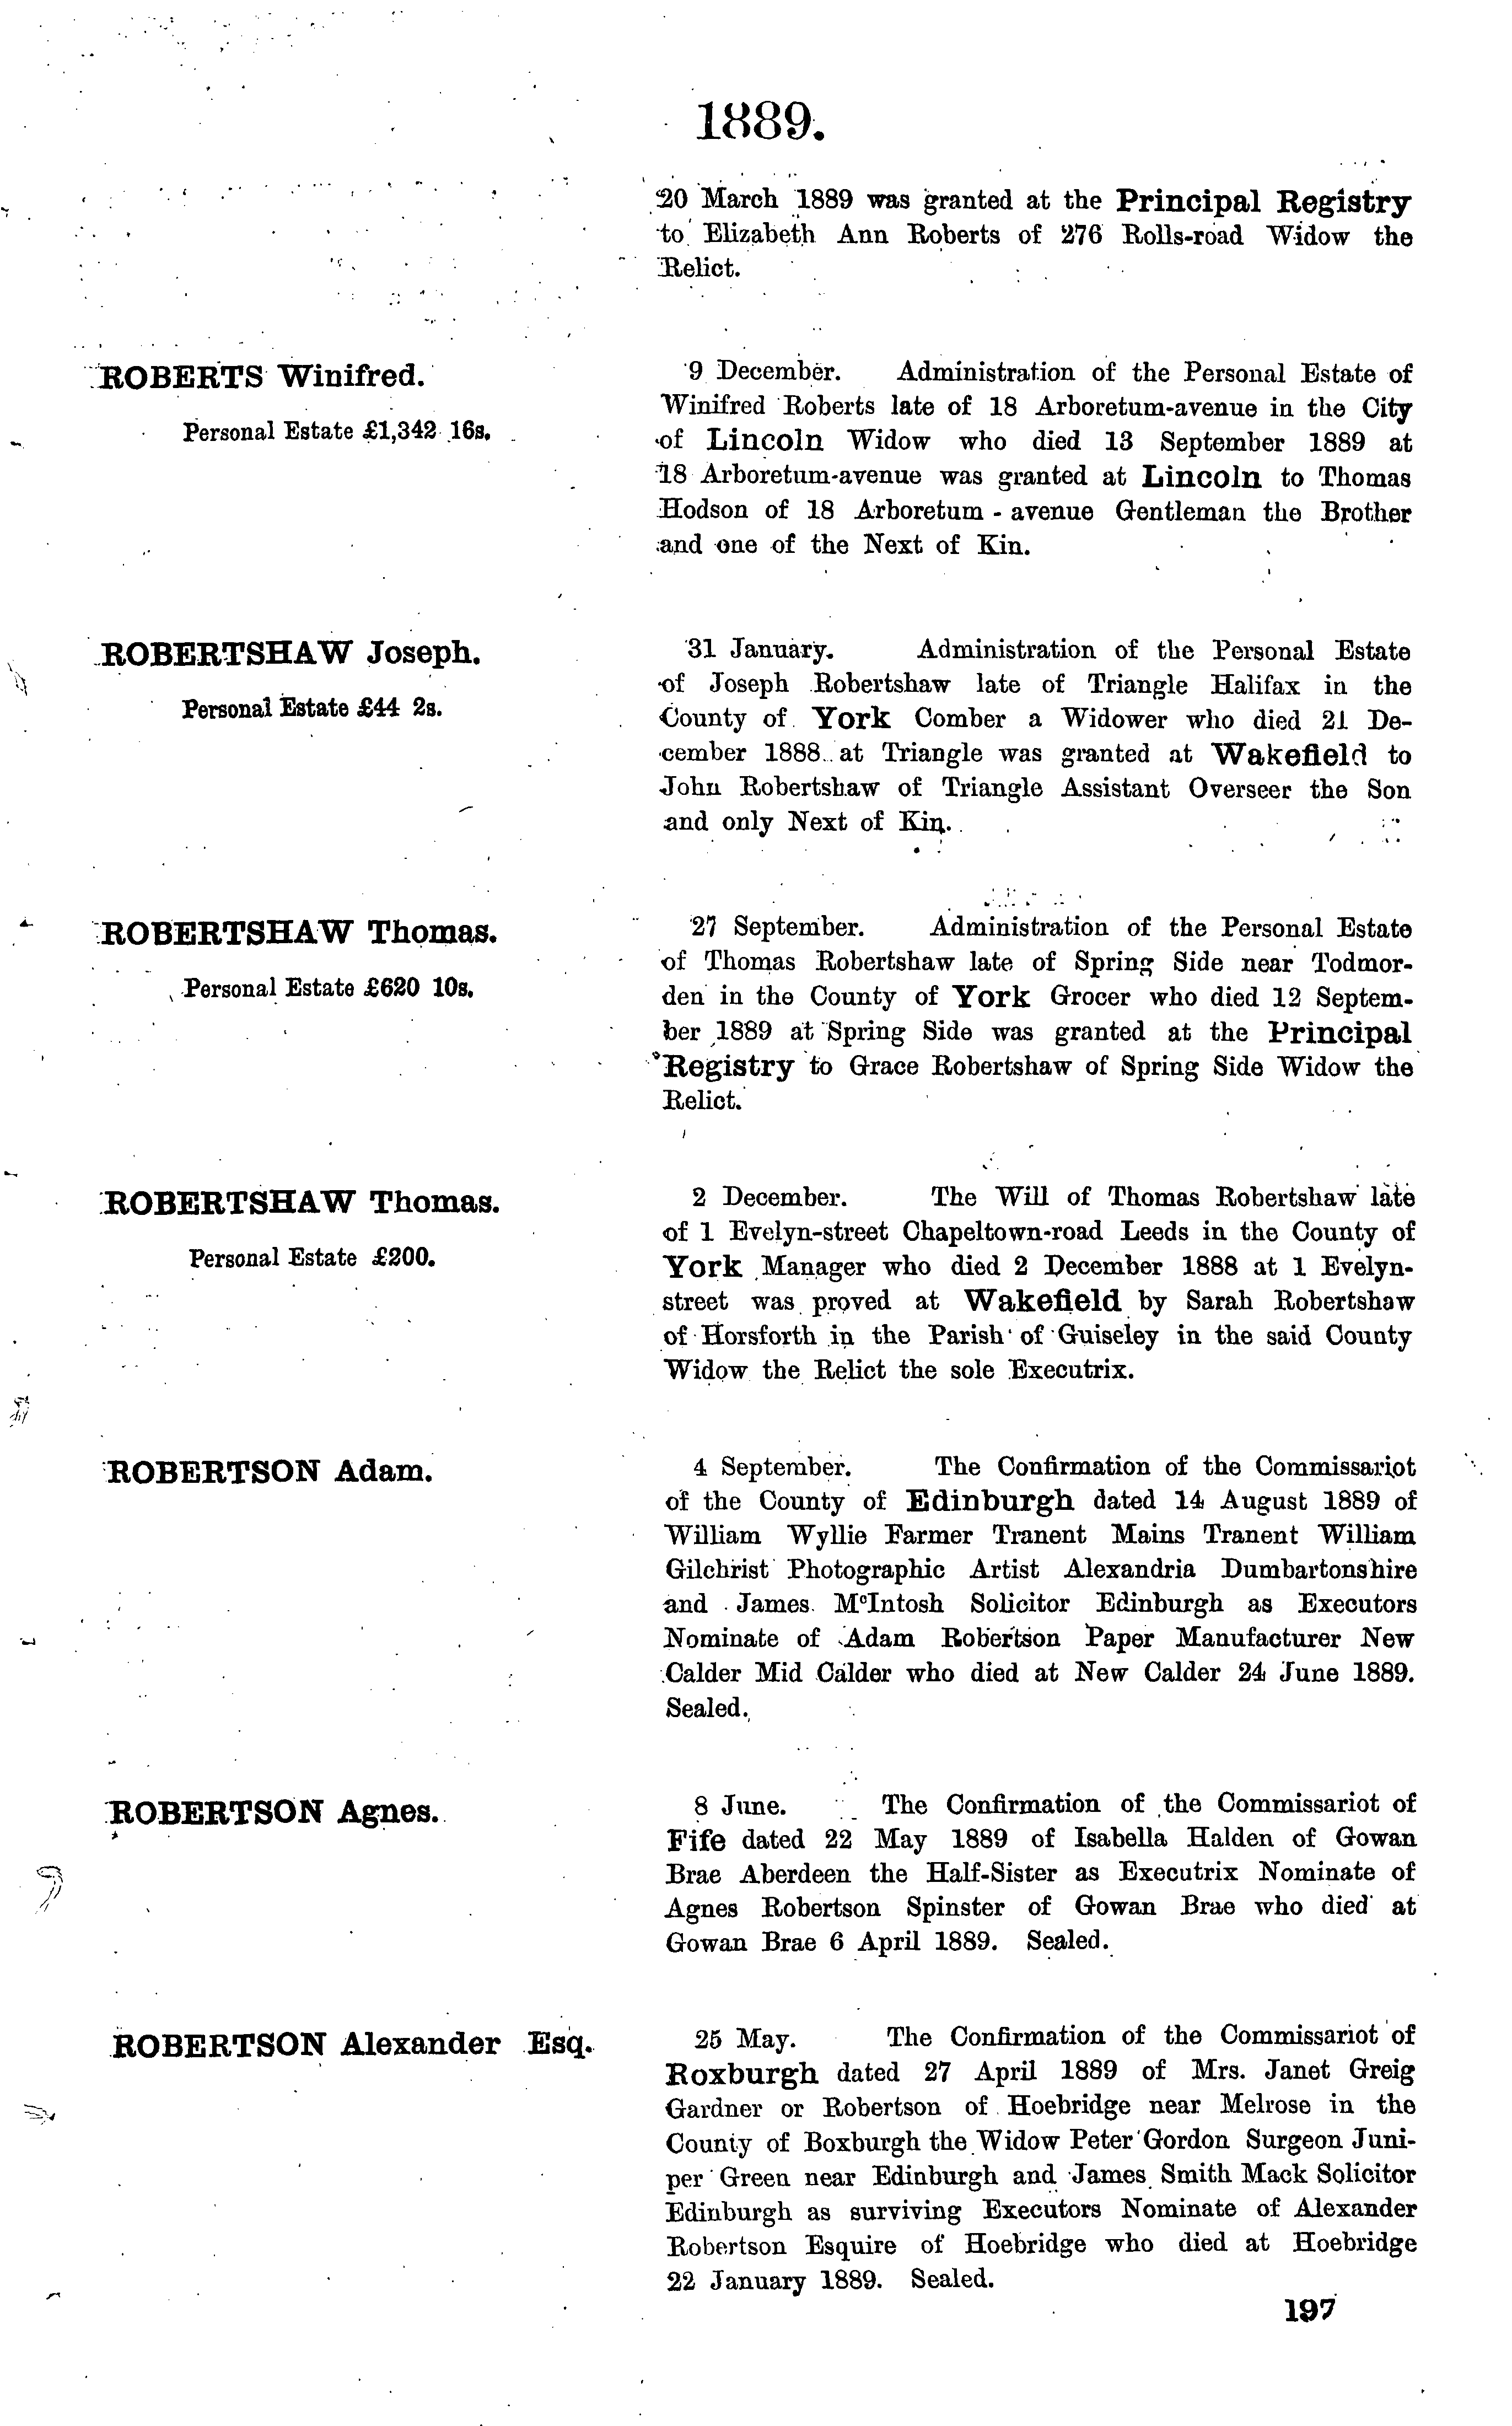 1889.
20 March 1889 was granted at the Principal Registry
to Elizabeth Ann Roberts of 276 Rolls-road Widow the
Relict.
ROBERTS Winifred.
Personal Estate £1,342 16s.
9 December. Administration of the Personal Estate of
Winifred Roberts late of 18 Arboretum-avenue in the City
of Lincoln Widow who died 13 September 1889 at
18 Arboretum-avenue was granted at Lincoln to Thomas
Hodson of 18 Arboretum - avenue Gentleman the Brother
and one of the Next of Kin.
ROBERTSHAW Joseph.
Personal Estate £44 2s.
31 January. Administration of the Personal Estate
of Joseph Robertshaw late of Triangle Halifax in the
County of York Comber a Widower who died 21 De-
cember 1888 at Triangle was granted at Wakefield to
John Robertshaw of Triangle Assistant Overseer the Son
and only Next of Kin.
ROBERTSHAW Thomas.
Personal Estate £620 10s.
27 September. Administration of the Personal Estate
of Thomas Robertshaw late of Spring Side near Todmor-
den in the County of York Grocer who died 12 Septem-
ber 1889 at Spring Side was granted at the Principal
Registry to Grace Robertshaw of Spring Side Widow the
Relict.
ROBERTSHAW Thomas.
Personal Estate £200.
2 December. The Will of Thomas Robertshaw late
of 1 Evelyn-street Chapeltown-road Leeds in the County of
York Manager who died 2 December 1888 at 1 Evelyn-
street was proved at Wakefield by Sarah Robertshaw
of Horsforth in the Parish of Guiseley in the said County
Widow the Relict the sole Executrix.
ROBERTSON Adam.
4 September. The Confirmation of the Commissariot
of the County of Edinburgh dated 14 August 1889 of
William Wyllie Farmer Tranent Mains Tranent William
Gilchrist Photographic Artist Alexandria Dumbartonshire
and James McIntosh Solicitor Edinburgh as Executors
Nominate of Adam Robertson Paper Manufacturer New
Calder Mid Calder who died at New Calder 24 June 1889.
Sealed.
ROBERTSON Agnes.
8 June. The Confirmation of the Commissariot of
Fife dated 22 May 1889 of Isabella Halden of Gowan
Brae Aberdeen the Half-Sister as Executrix Nominate of
Agnes Robertson Spinster of Gowan Brae who died at
Gowan Brae 6 April 1889. Sealed.
ROBERTSON Alexander Esq.
25 May. The Confirmation of the Commissariot of
Roxburgh dated 27 April 1889 of Mrs. Janet Greig
Gardner or Robertson of Hoebridge near Melrose in the
County of Boxburgh the Widow Peter Gordon Surgeon Juni-
per Green near Edinburgh and James Smith Mack Solicitor
Edinburgh as surviving Executors Nominate of Alexander
Robertson Esquire of Hoebridge who died at Hoebridge
22 January 1889. Sealed.
197